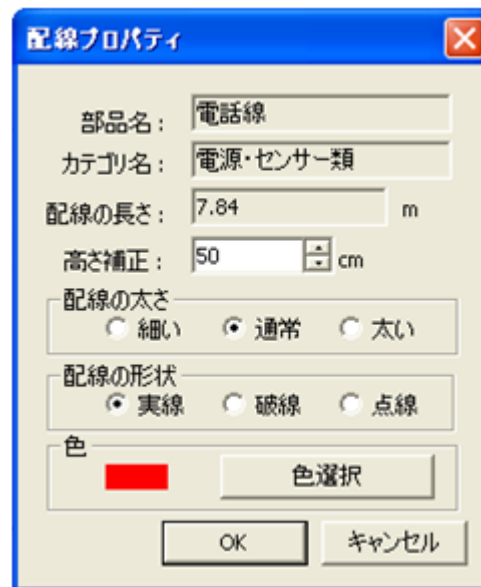 配線プロパティ
部品名： 電話線
カテゴリ名： 電源・センサー類
配線の長さ： 7.84 m
高さ補正： 50 cm
配線の太さ
細い 通常 太い
配線の形状
実線 破線 点線
色
色選択
OK キャンセル